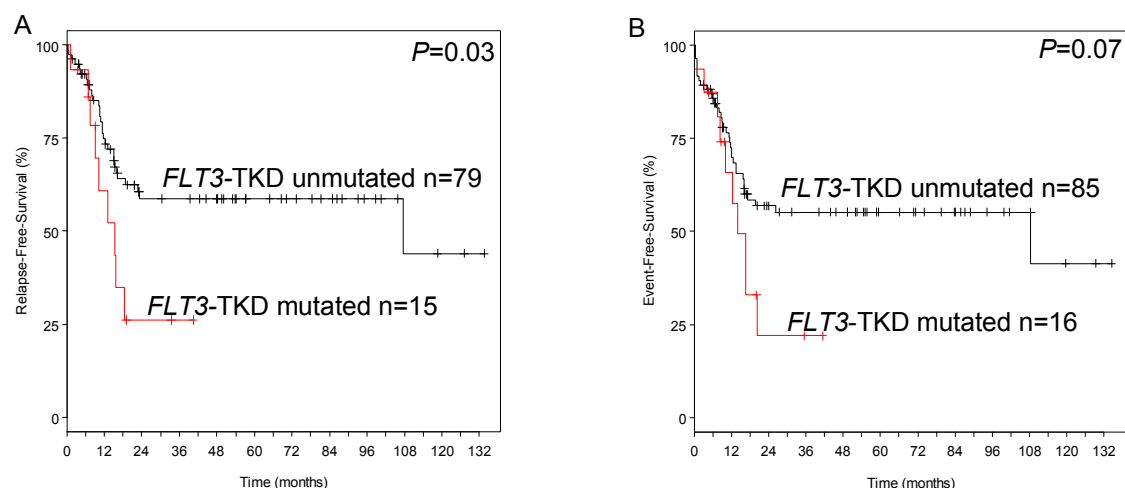 A
P=0.03
Relapse-Free-Survival (%)
100
75
50
25
0
FLT3-TKD unmutated n=79
FLT3-TKD mutated n=15
0 12 24 36 48 60 72 84 96 108 120 132
Time (months)
B
P=0.07
Event-Free-Survival (%)
100
75
50
25
0
FLT3-TKD unmutated n=85
FLT3-TKD mutated n=16
0 12 24 36 48 60 72 84 96 108 120 132
Time (months)